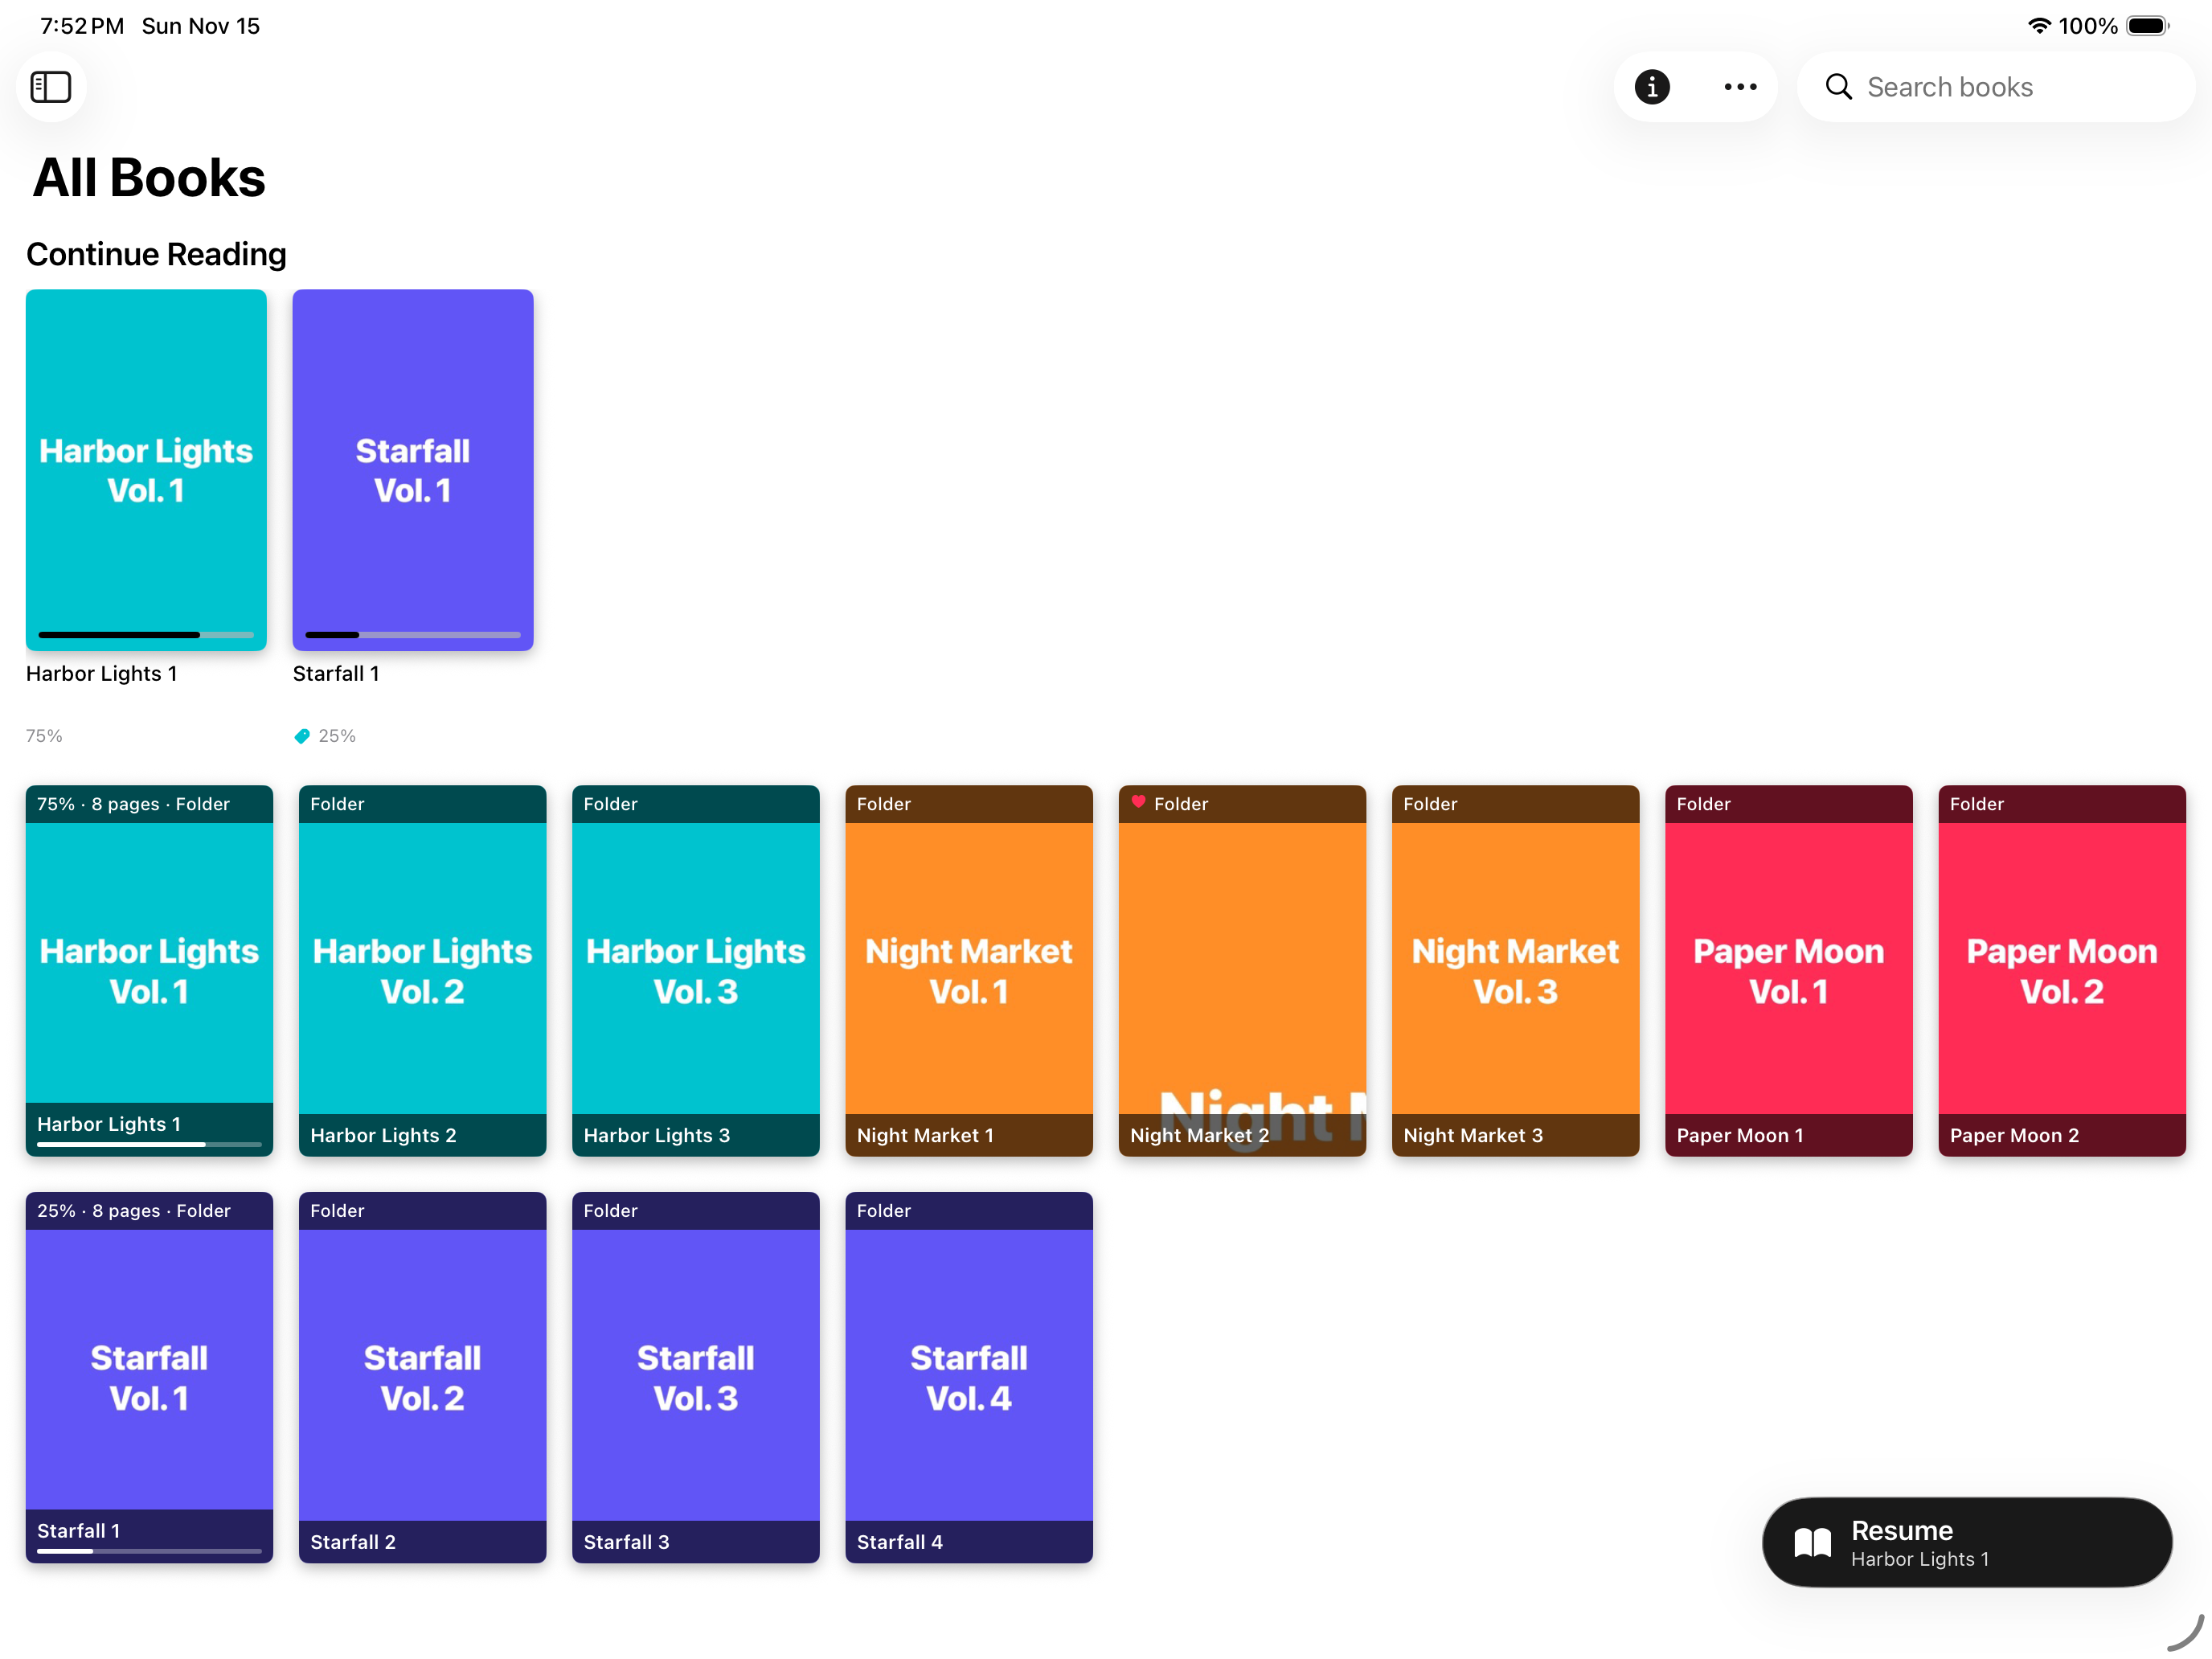 7:52 PM Sun Nov 15
100%
Search books
All Books
Continue Reading
Harbor Lights
Vol. 1
Starfall
Vol. 1
Harbor Lights 1
Starfall 1
75%
25%
75% · 8 pages · Folder
Folder
Folder
Folder
Folder
Folder
Folder
Folder
Harbor Lights
Vol. 1
Harbor Lights
Vol. 2
Harbor Lights
Vol. 3
Night Market
Vol. 1
Night M
Night Market
Vol. 3
Paper Moon
Vol. 1
Paper Moon
Vol. 2
Harbor Lights 1
Harbor Lights 2
Harbor Lights 3
Night Market 1
Night Market 2
Night Market 3
Paper Moon 1
Paper Moon 2
25% · 8 pages · Folder
Folder
Folder
Folder
Starfall
Vol. 1
Starfall
Vol. 2
Starfall
Vol. 3
Starfall
Vol. 4
Starfall 1
Starfall 2
Starfall 3
Starfall 4
Resume
Harbor Lights 1